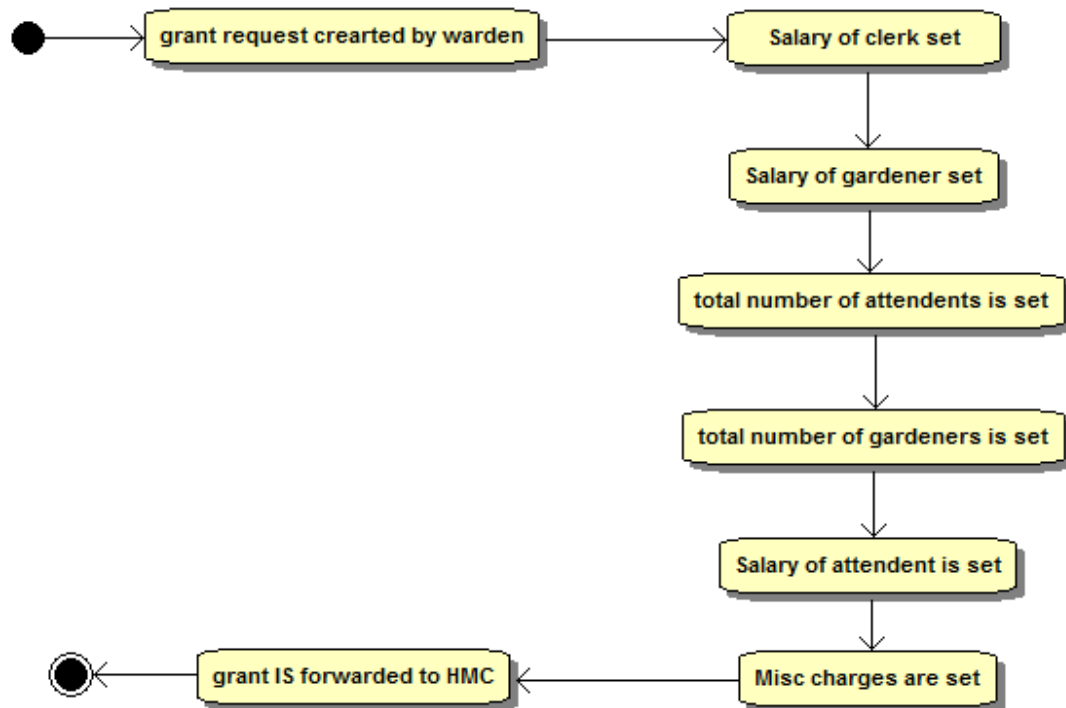 grant request crearted by warden
Salary of clerk set
Salary of gardener set
total number of attendents is set
total number of gardeners is set
Salary of attendent is set
Misc charges are set
grant IS forwarded to HMC